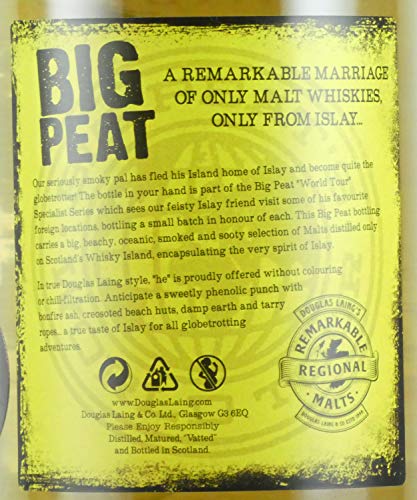 BIG
PEAT
A REMARKABLE MARRIAGE
OF ONLY MALT WHISKIES,
ONLY FROM ISLAY...
Our seriously smoky pal has fled his Island home of Islay and become quite the
globetrotter! The bottle in your hand is part of the Big Peat "World Tour"
Specialist Series which sees our feisty Islay friend visit some of his favourite
foreign locations, bottling a small batch in honour of each. This Big Peat bottling
carries a big, beachy, oceanic, smoked and sooty selection of Malts distilled only
on Scotland's Whisky Island, encapsulating the very spirit of Islay.
In true Douglas Laing style, "he" is proudly offered without colouring
or chill-filtration. Anticipate a sweetly phenolic punch with
bonfire ash, creosoted beach huts, damp earth and tarry
ropes... a true taste of Islay for all globetrotting
adventures.
www.DouglasLaing.com
Douglas Laing & Co. Ltd., Glasgow G3 6EQ
Please Enjoy Responsibly
Distilled, Matured, "Vatted"
and Bottled in Scotland.
DOUGLAS LAING'S
REMARKABLE
REGIONAL
MALTS